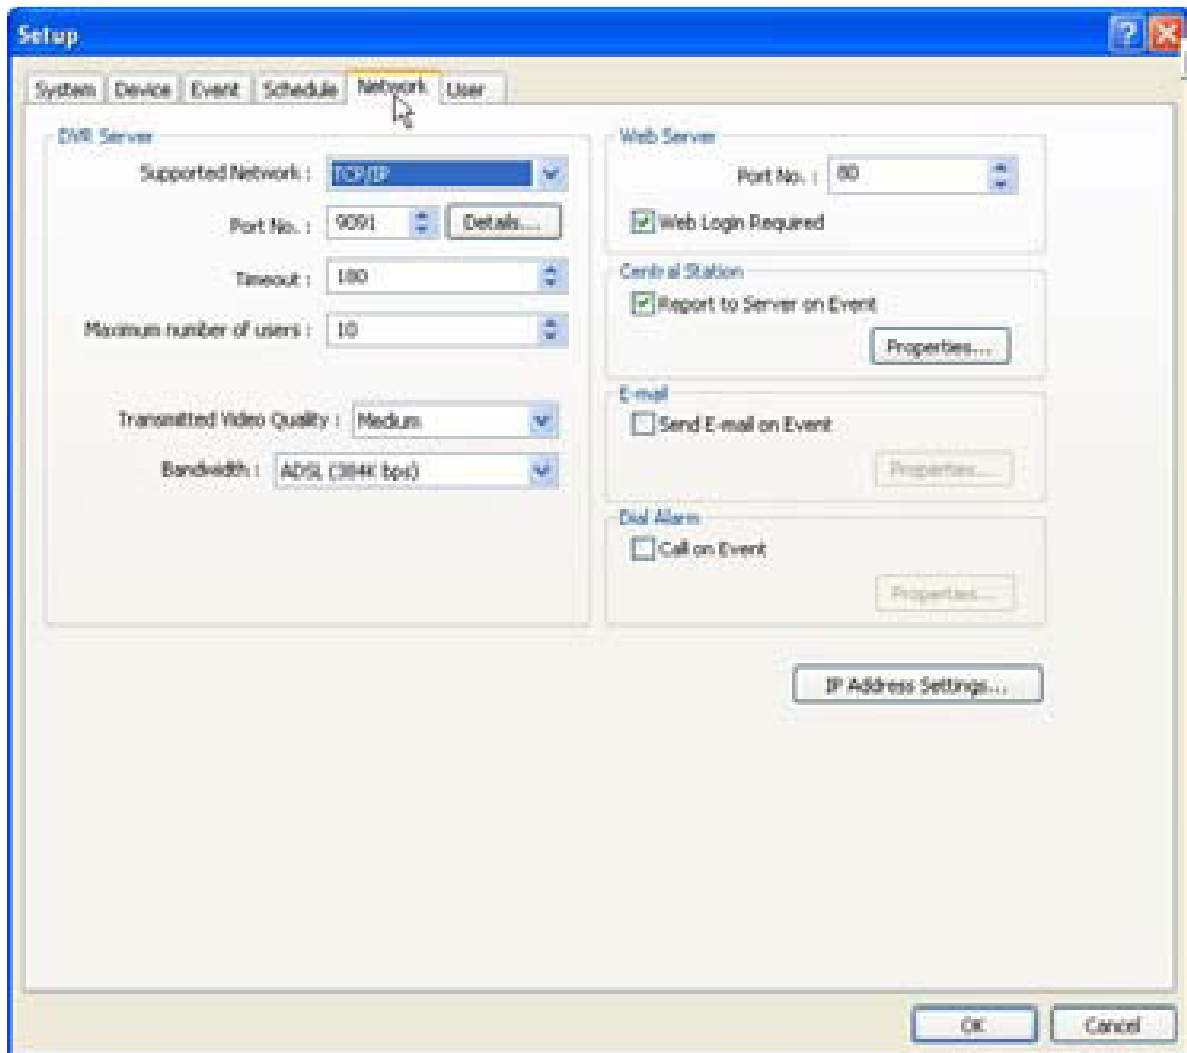 Setup
System Device Event Schedule Network User
DVR Server
Supported Network : TCP/IP
Port No. : 9091 Details...
Timeout : 180
Maximum number of users : 10
Transmitted Video Quality : Medium
Bandwidth : ADSL (384K bps)
Web Server
Port No. : 80
Web Login Required
Central Station
Report to Server on Event
Properties...
E-mail
Send E-mail on Event
Properties...
Dial Alarm
Call on Event
Properties...
IP Address Settings...
OK Cancel